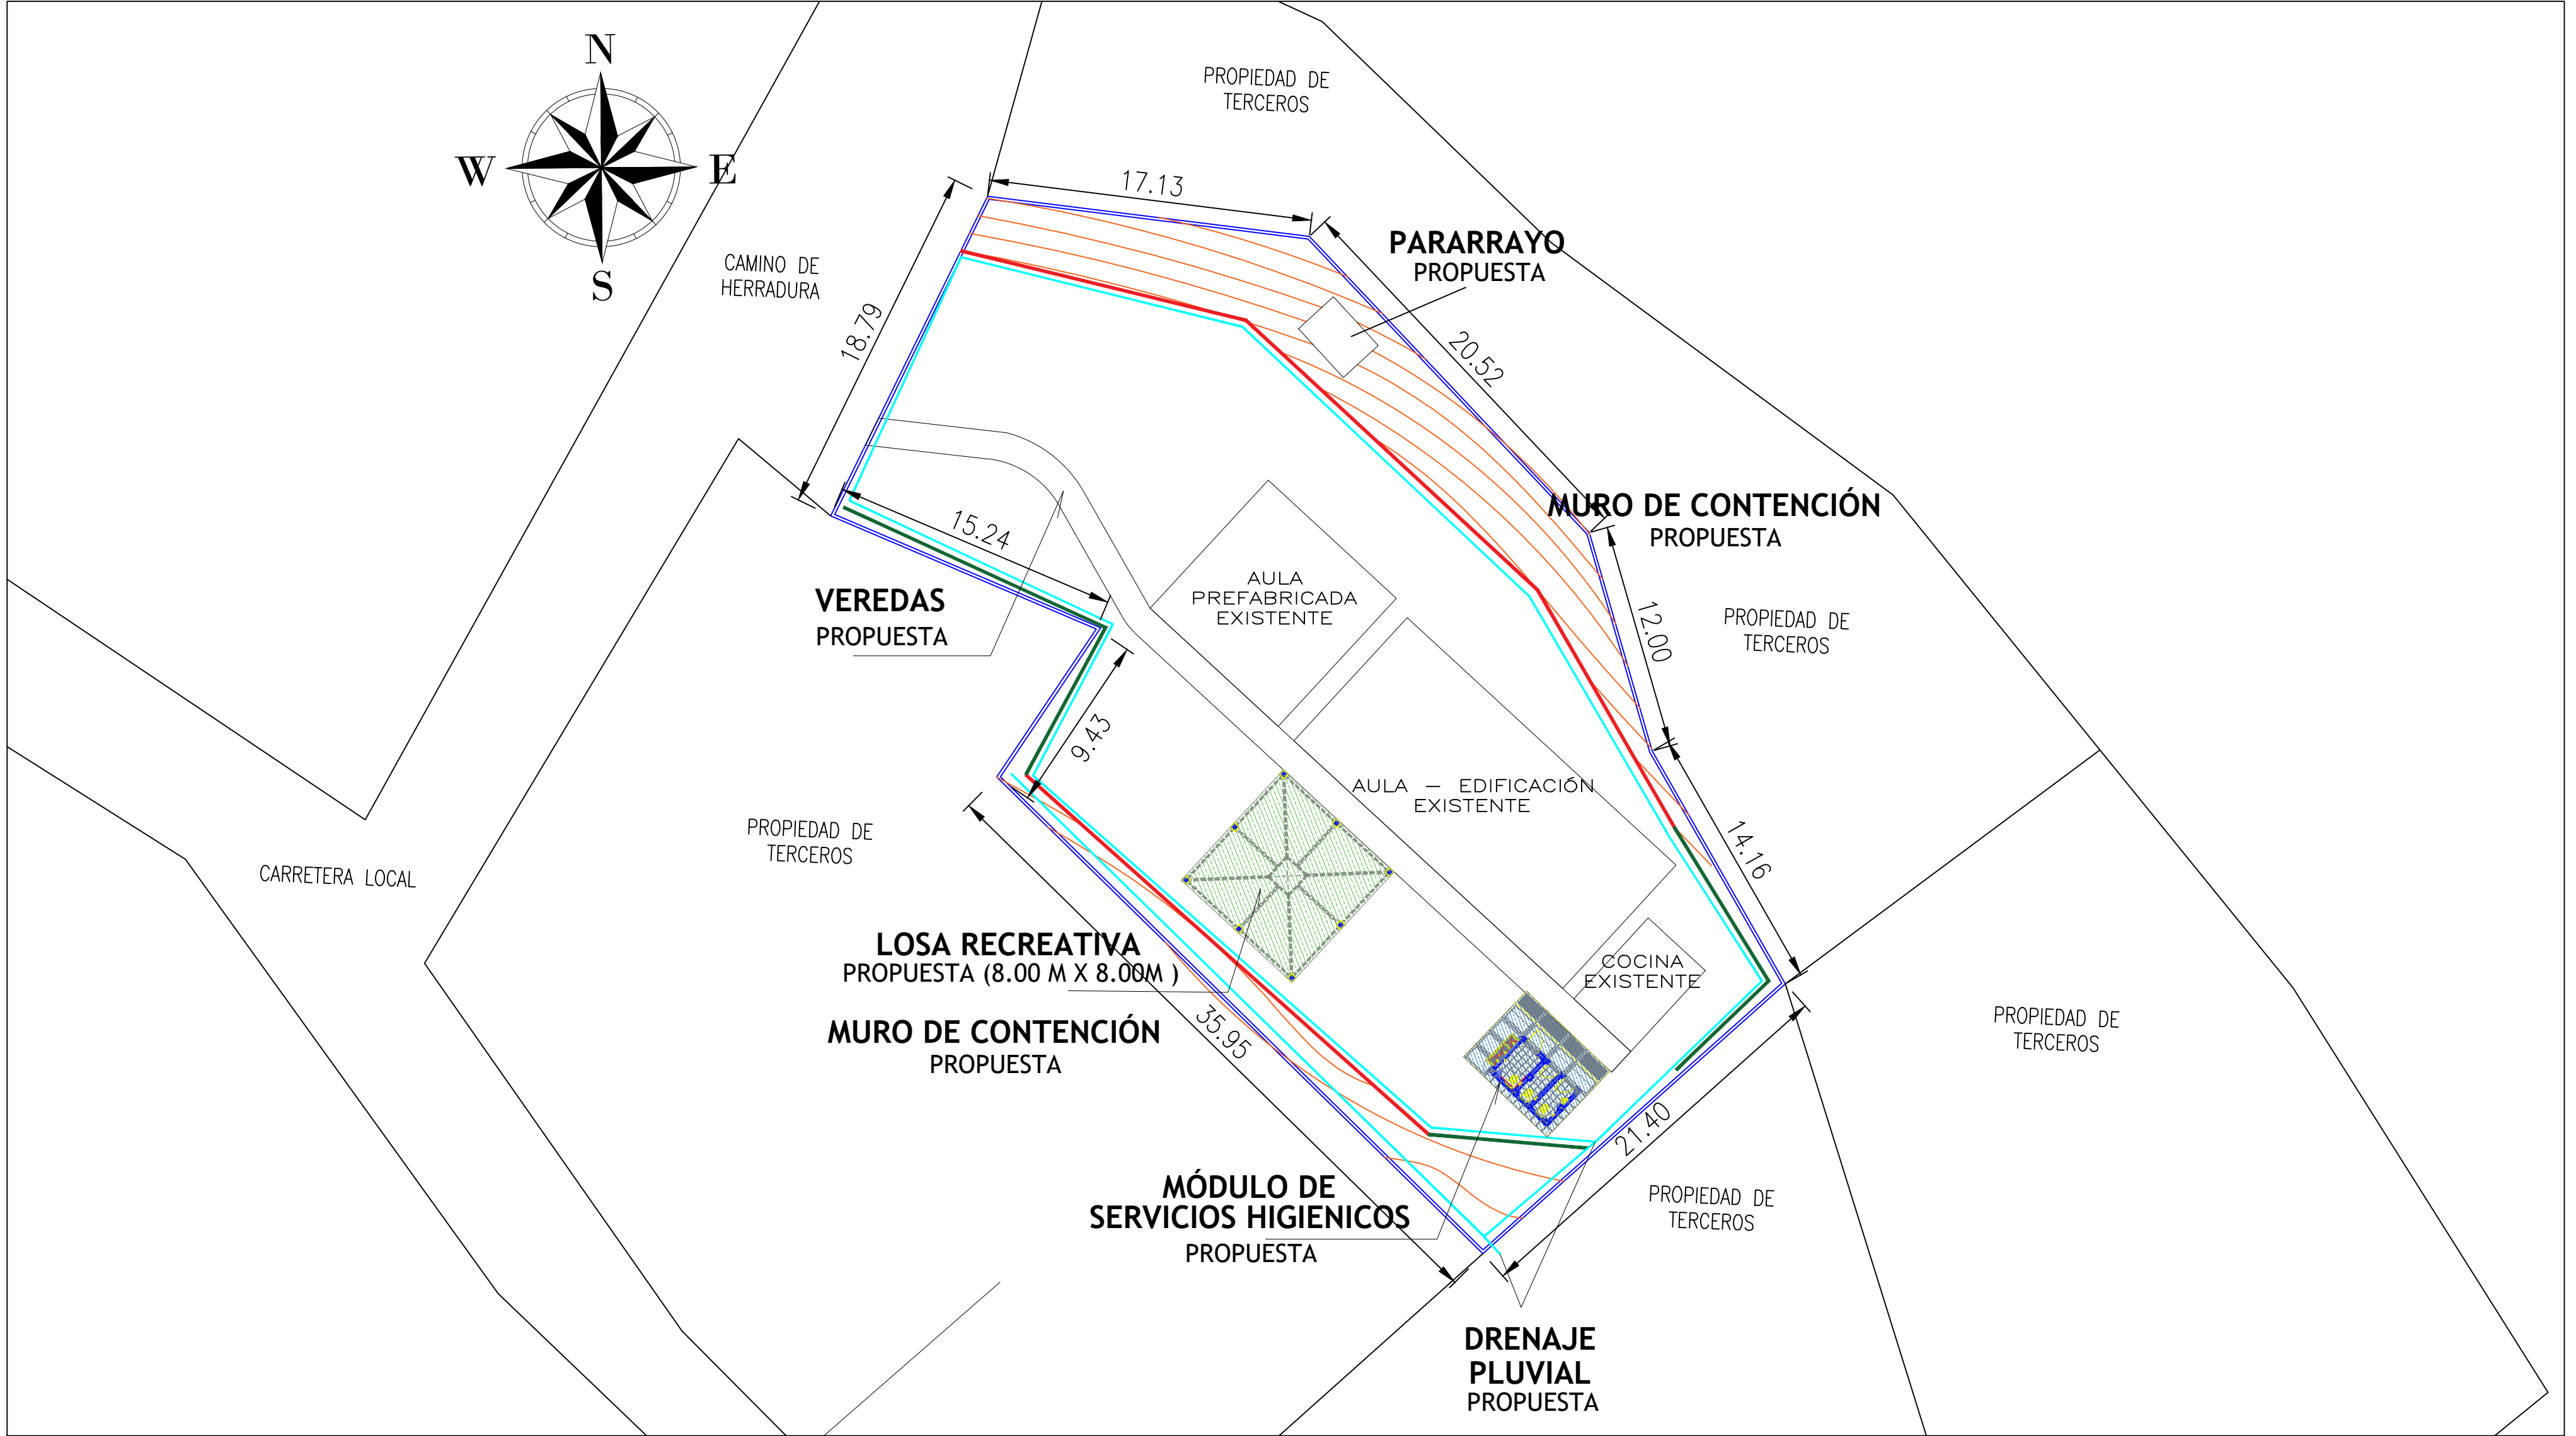 N
W
E
S
PROPIEDAD DE
TERCEROS
17.13
PARARRAYO
PROPUESTA
CAMINO DE
HERRADURA
18.79
20.52
MURO DE CONTENCIÓN
PROPUESTA
15.24
AULA
PREFABRICADA
EXISTENTE
VEREDAS
PROPUESTA
12.00
PROPIEDAD DE
TERCEROS
9.43
AULA – EDIFICACIÓN
EXISTENTE
PROPIEDAD DE
TERCEROS
14.16
CARRETERA LOCAL
LOSA RECREATIVA
PROPUESTA (8.00 M X 8.00M )
COCINA
EXISTENTE
MURO DE CONTENCIÓN
PROPUESTA
35.95
PROPIEDAD DE
TERCEROS
21.40
MÓDULO DE
SERVICIOS HIGIENICOS
PROPUESTA
PROPIEDAD DE
TERCEROS
DRENAJE
PLUVIAL
PROPUESTA